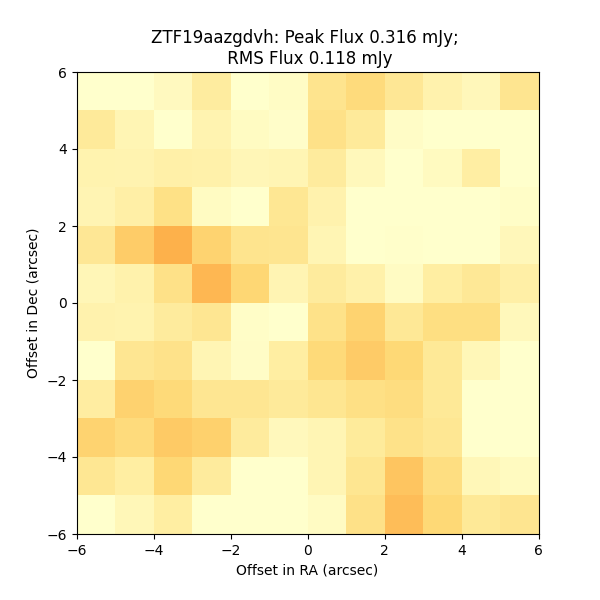 ZTF19aazgdvh: Peak Flux 0.316 mJy;
RMS Flux 0.118 mJy
6
4
2
0
−2
−4
−6
Offset in Dec (arcsec)
−6 −4 −2 0 2 4 6
Offset in RA (arcsec)